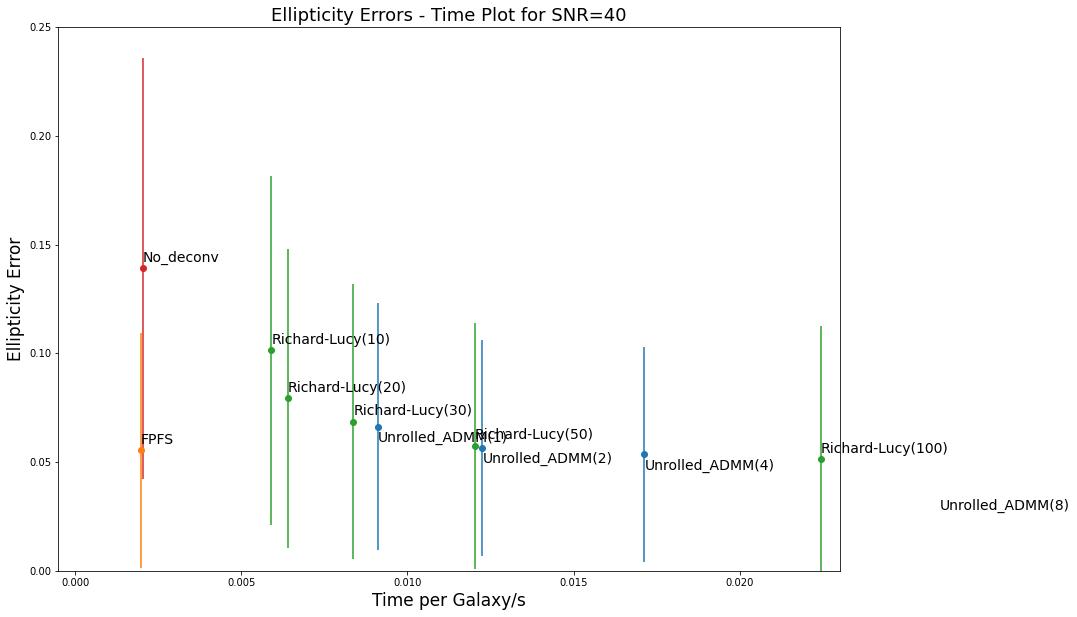 Ellipticity Errors - Time Plot for SNR=40
0.25
0.20
0.15
0.10
0.05
0.00
Ellipticity Error
No_deconv
FPFS
Richard-Lucy(10)
Richard-Lucy(20)
Richard-Lucy(30)
Unrolled_ADMM(1)
Richard-Lucy(50)
Unrolled_ADMM(2)
Unrolled_ADMM(4)
Richard-Lucy(100)
Unrolled_ADMM(8)
0.000
0.005
0.010
0.015
0.020
Time per Galaxy/s